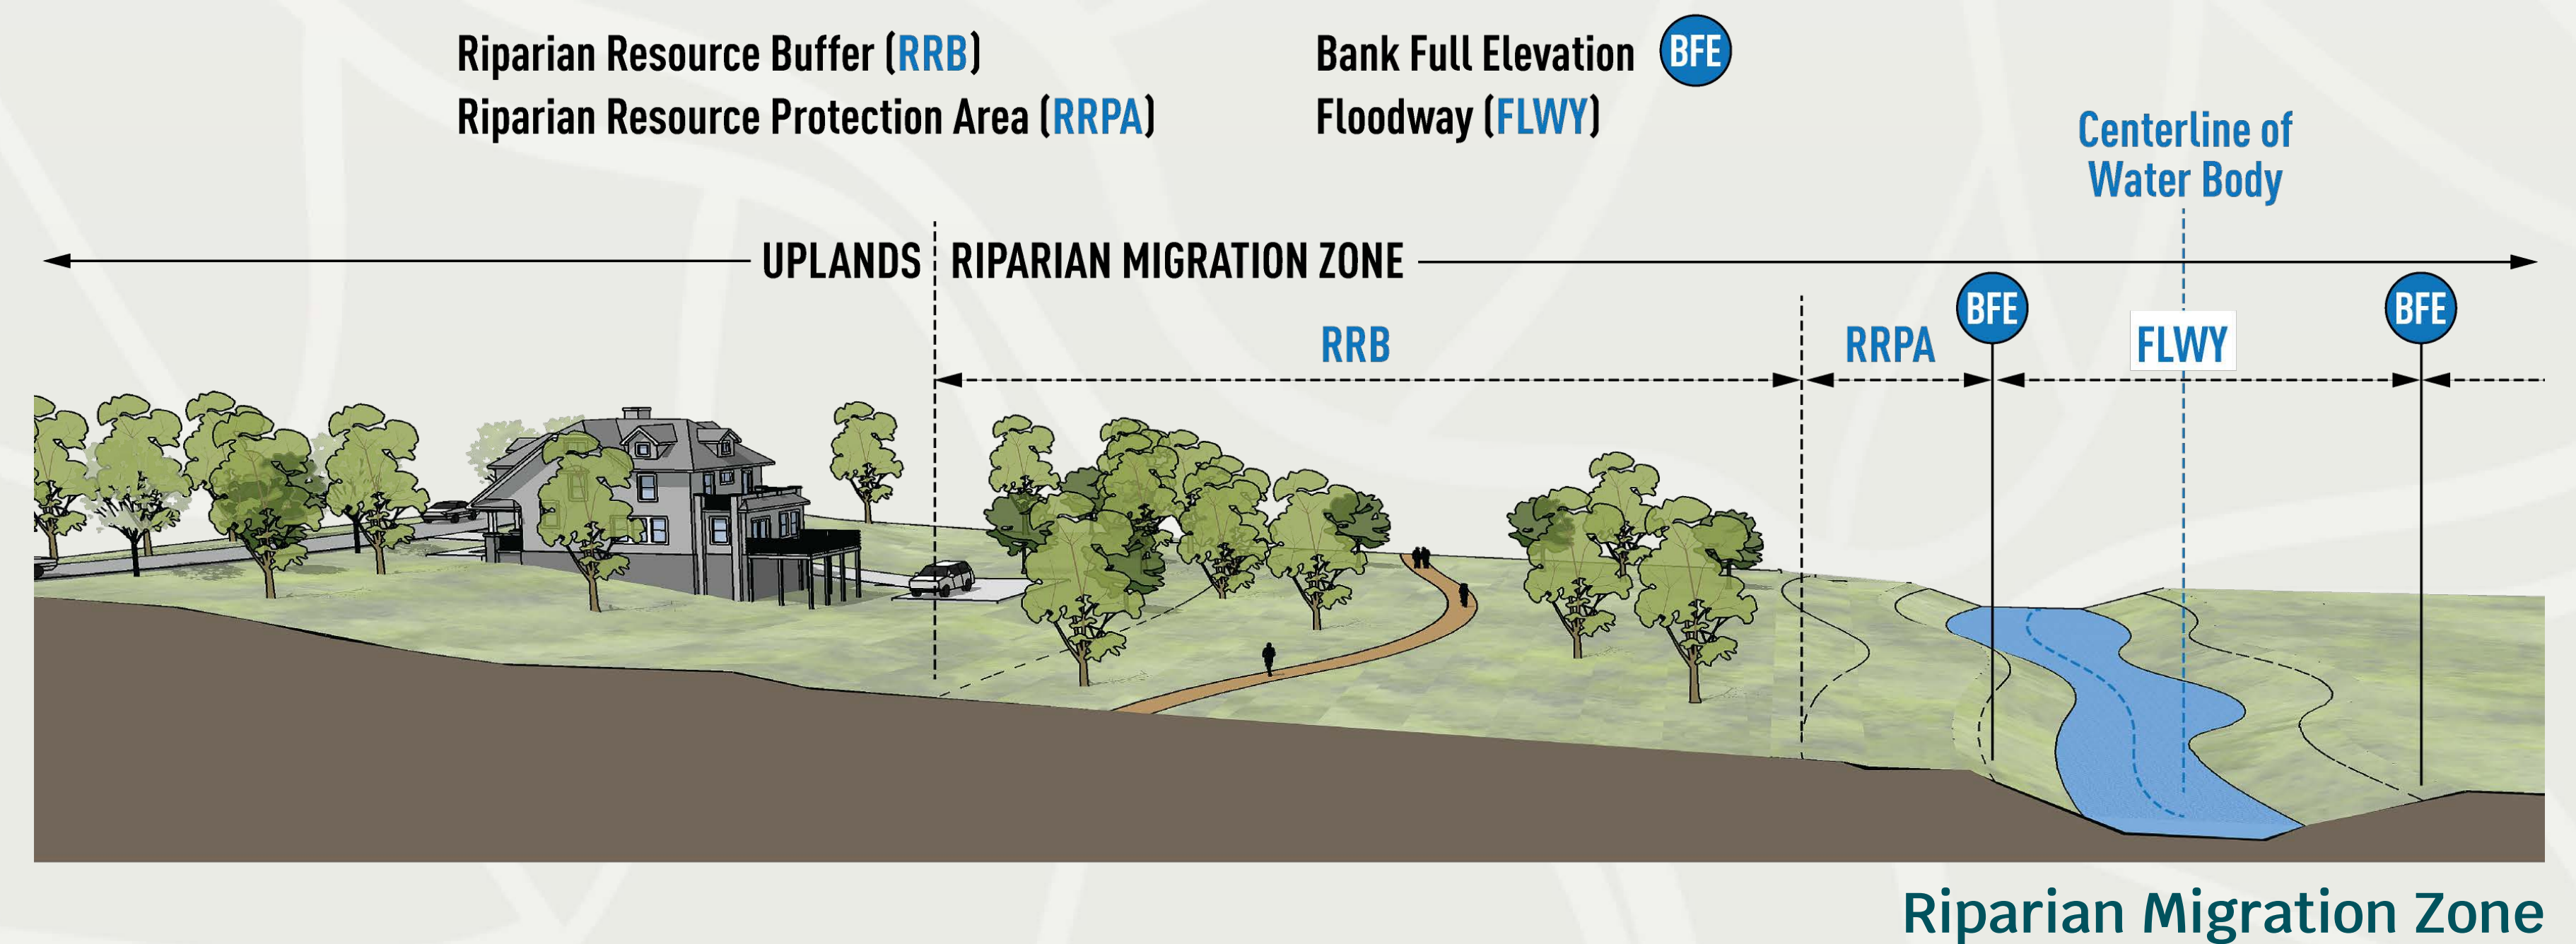 Riparian Resource Buffer (RRB)
Riparian Resource Protection Area (RRPA)
Bank Full Elevation BFE
Floodway (FLWY)
Centerline of
Water Body
UPLANDS RIPARIAN MIGRATION ZONE
BFE
BFE
RRB
RRPA
FLWY
Riparian Migration Zone